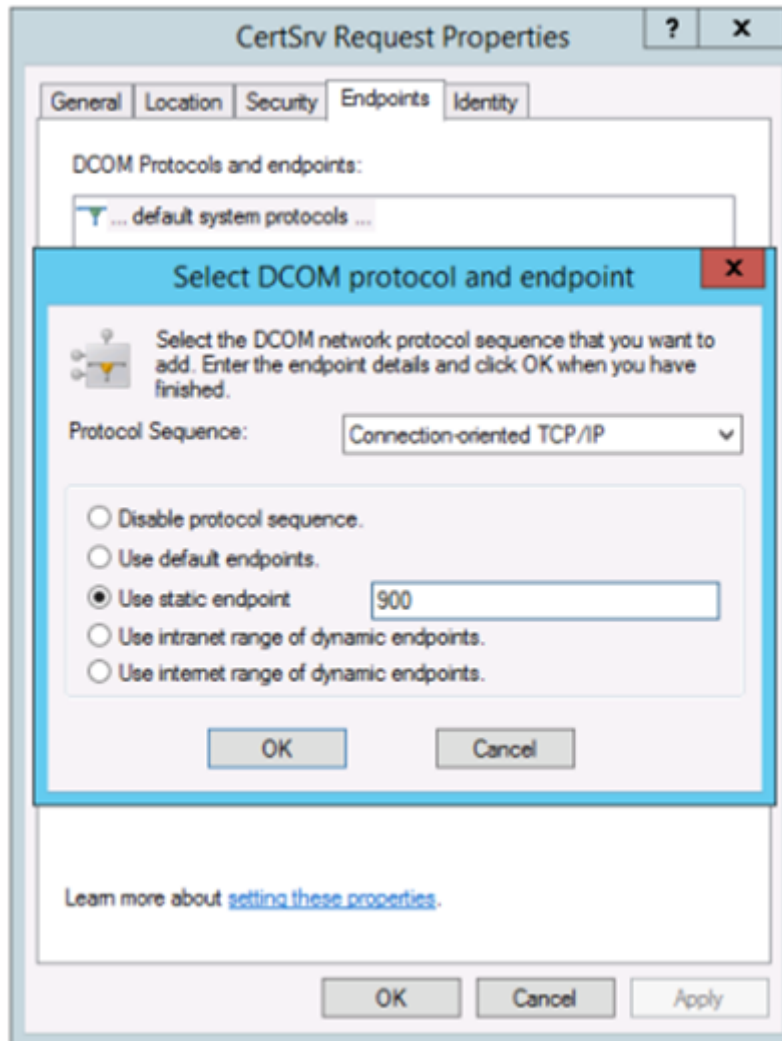 CertSrv Request Properties
?
x
General Location Security Endpoints Identity
DCOM Protocols and endpoints:
... default system protocols ...
Select DCOM protocol and endpoint
x
Select the DCOM network protocol sequence that you want to
add. Enter the endpoint details and click OK when you have
finished.
Protocol Sequence: Connection-oriented TCP/IP
Disable protocol sequence.
Use default endpoints.
Use static endpoint 900
Use intranet range of dynamic endpoints.
Use internet range of dynamic endpoints.
OK Cancel
Learn more about setting these properties.
OK Cancel Apply